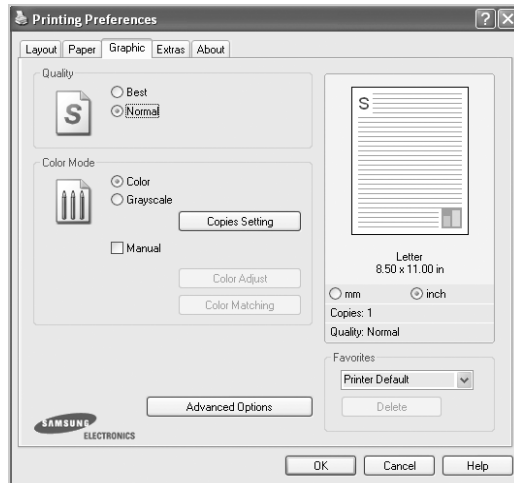 Printing Preferences
Layout Paper Graphic Extras About
Quality
Best
Normal
S
Color Mode
Color
Grayscale
Copies Setting
Manual
Color Adjust
Color Matching
Advanced Options
SAMSUNG
ELECTRONICS
S
Letter
8.50 x 11.00 in
mm inch
Copies: 1
Quality: Normal
Favorites
Printer Default
Delete
OK Cancel Help